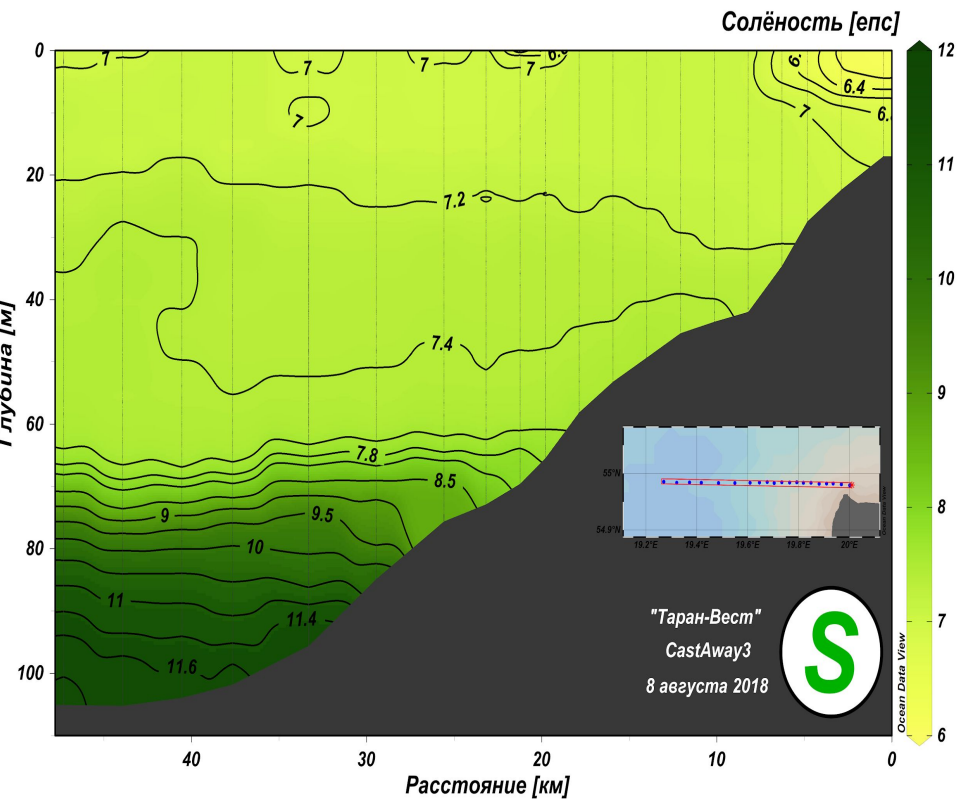 Солёность [епс]
0
20
40
60
80
100
Глубина [м]
7
7
7
7
7
7
6.4
7.2
7.4
7.8
8.5
9
9.5
10
11
11.4
11.6
12
11
10
9
8
7
6
55°N
54.9°N
19.2°E
19.4°E
19.6°E
19.8°E
20°E
Ocean Data View
"Таран-Вест"
CastAway3
8 августа 2018
S
Ocean Data View
40
30
20
10
0
Расстояние [км]